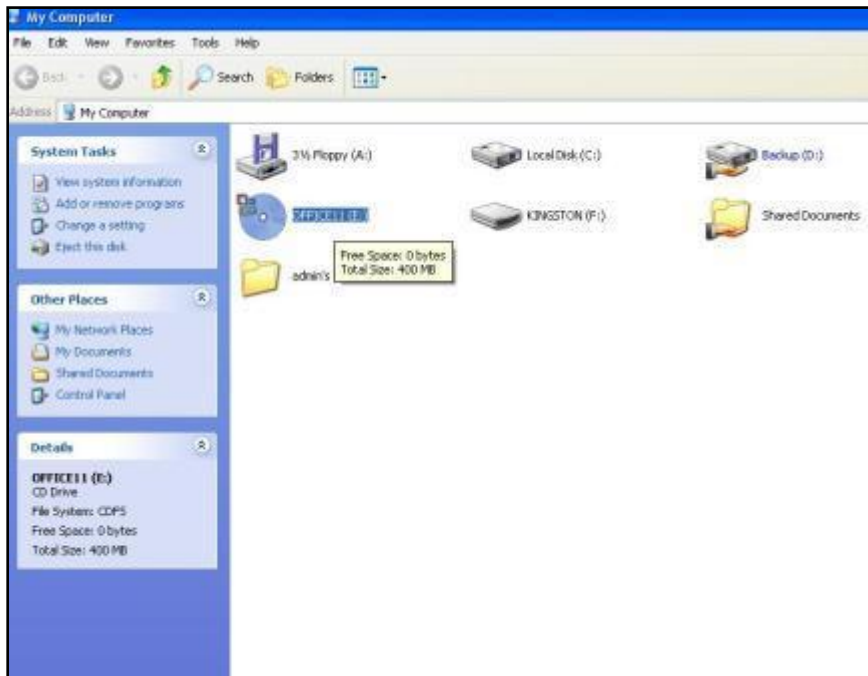 My Computer
File Edit View Favorites Tools Help
Back Search Folders
Address My Computer
System Tasks
View system information
Add or remove programs
Change a setting
Eject this disk
Other Places
My Network Places
My Documents
Shared Documents
Control Panel
Details
OFFICE11 (E:)
CD Drive
File System: CDFS
Free Space: 0 bytes
Total Size: 400 MB
3½ Floppy (A:)
Local Disk (C:)
Backup (D:)
OFFICE11 (E:)
KINGSTON (F:)
Shared Documents
Free Space: 0 bytes
Total Size: 400 MB
admin's